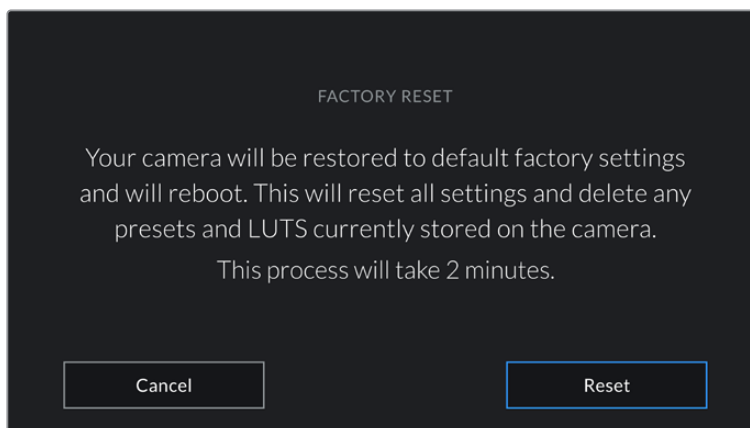 FACTORY RESET
Your camera will be restored to default factory settings
and will reboot. This will reset all settings and delete any
presets and LUTS currently stored on the camera.
This process will take 2 minutes.
Cancel
Reset